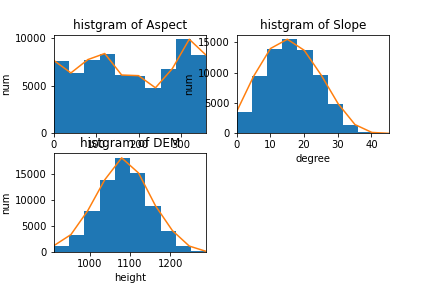 histgram of Aspect
10000
5000
0
num
0
100
200
300
histgram of Slope
15000
10000
5000
0
num
0
10
20
30
40
degree
histgram of DEM
15000
10000
5000
0
num
1000
1100
1200
height